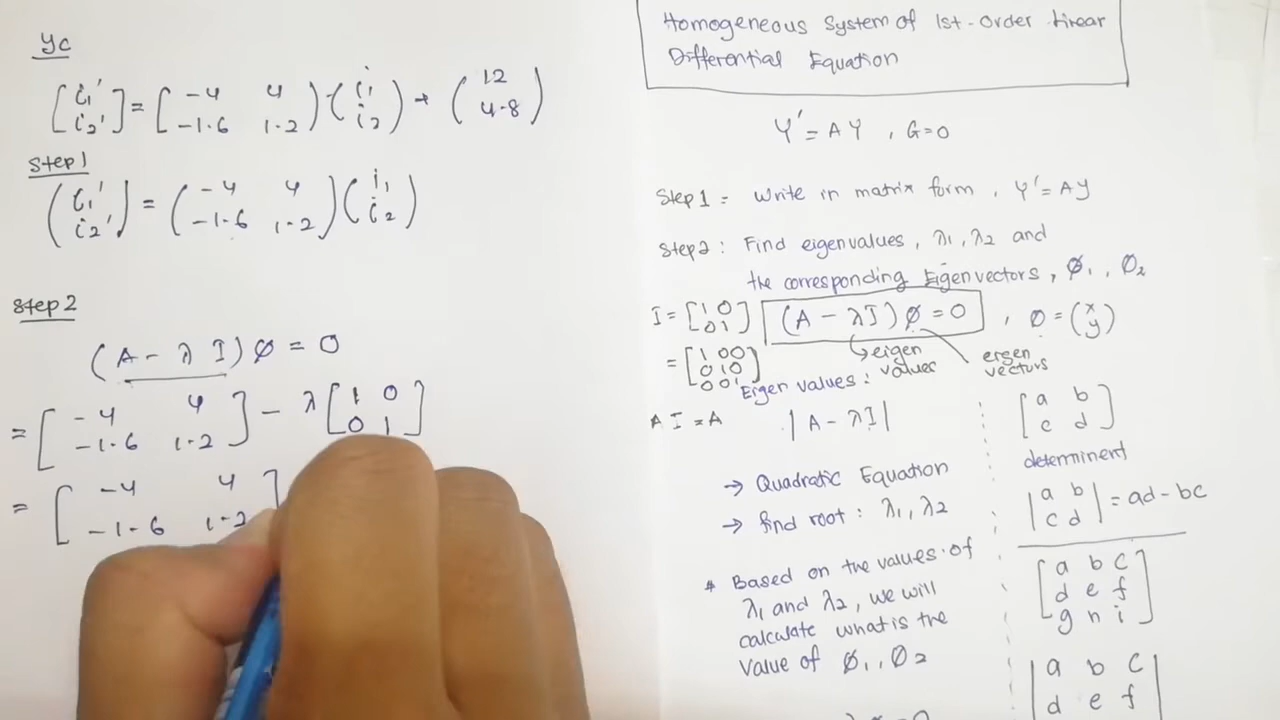 Yc
[i₁' i₂'] = [-4 4 -1.6 1.2) (i₁ i₂) + (12 4.8)
Step 1
(i₁' i₂') = (-4 4 -1.6 1.2) (i₁ i₂)
Step 2
(A - λ I) Ø = 0
= [-4 4 -1.6 1.2] - λ [1 0 0 1]
= [-4 4 -1.6 1.2]
Homogeneous System of 1st-Order Linear
Differential Equation
Y' = AY , G=0
Step 1 = Write in matrix form , Y' = AY
Step2 : Find eigenvalues , λ₁, λ₂ and
the corresponding Eigenvectors , Ø₁ , Ø₂
I = [1 0 0 1] (A - λI) Ø = 0 , Ø = (x y)
= [1 0 0 0 1 0 0 0 1]
eigen values
eigen vectors
Eigen values :
A I = A
|A - λI|
→ Quadratic Equation
→ find root : λ₁, λ₂
* Based on the values of
λ₁ and λ₂, we will
calculate what is the
value of Ø₁, Ø₂
[a b c d]
determinent
|a b c d| = ad - bc
[a b c d e f g h i]
|a b c
d e f|